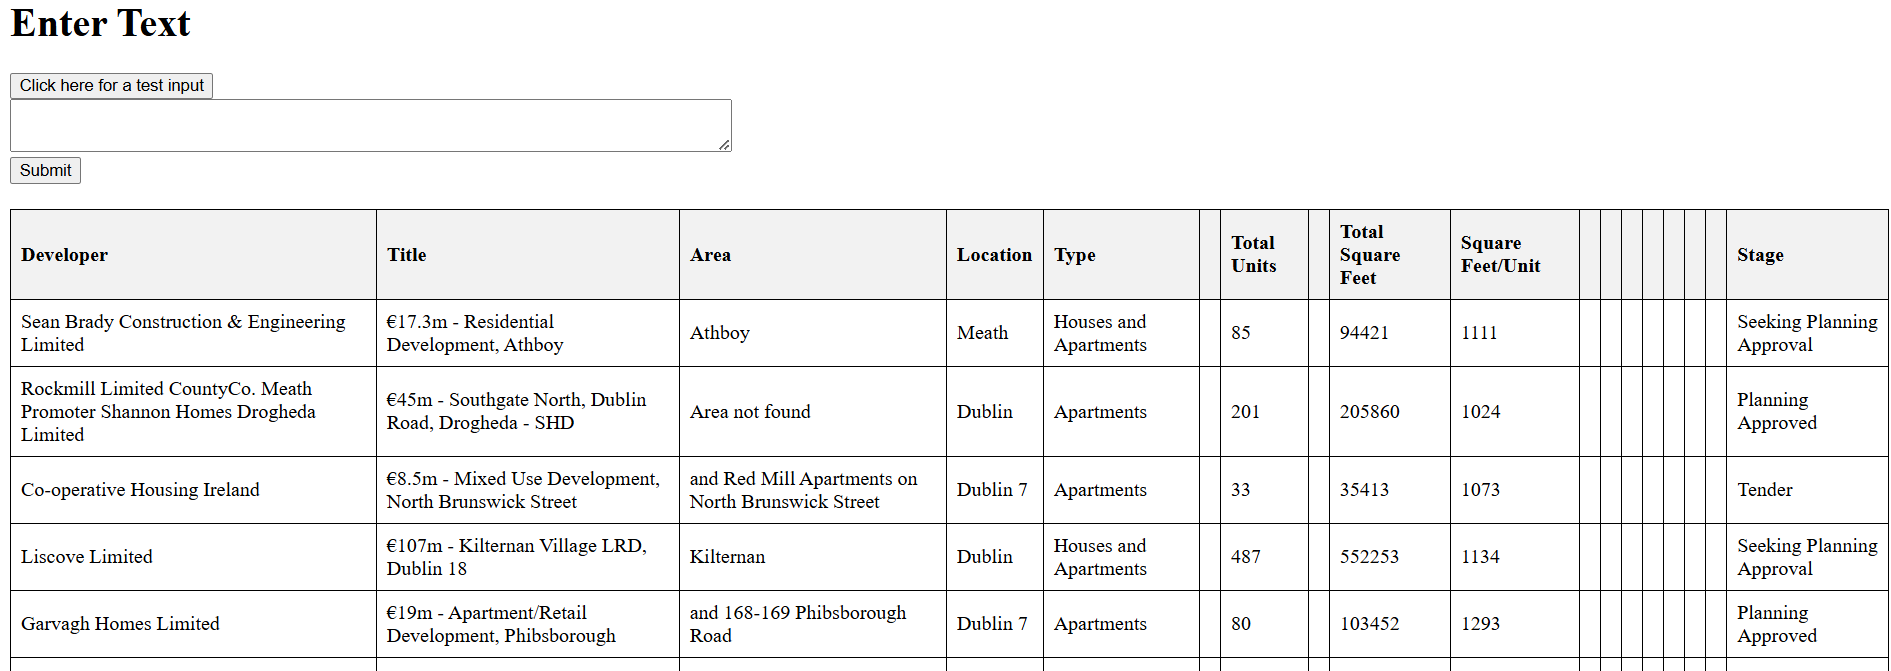 Enter Text
Click here for a test input
Submit
Developer Title Area Location Type Total Units Total Square Feet Square Feet/Unit Stage
Sean Brady Construction & Engineering Limited €17.3m - Residential Development, Athboy Athboy Meath Houses and Apartments 85 94421 1111 Seeking Planning Approval
Rockmill Limited CountyCo. Meath Promoter Shannon Homes Drogheda Limited €45m - Southgate North, Dublin Road, Drogheda - SHD Area not found Dublin Apartments 201 205860 1024 Planning Approved
Co-operative Housing Ireland €8.5m - Mixed Use Development, North Brunswick Street and Red Mill Apartments on North Brunswick Street Dublin 7 Apartments 33 35413 1073 Tender
Liscove Limited €107m - Kilternan Village LRD, Dublin 18 Kilternan Dublin Houses and Apartments 487 552253 1134 Seeking Planning Approval
Garvagh Homes Limited €19m - Apartment/Retail Development, Phibsborough and 168-169 Phibsborough Road Dublin 7 Apartments 80 103452 1293 Planning Approved